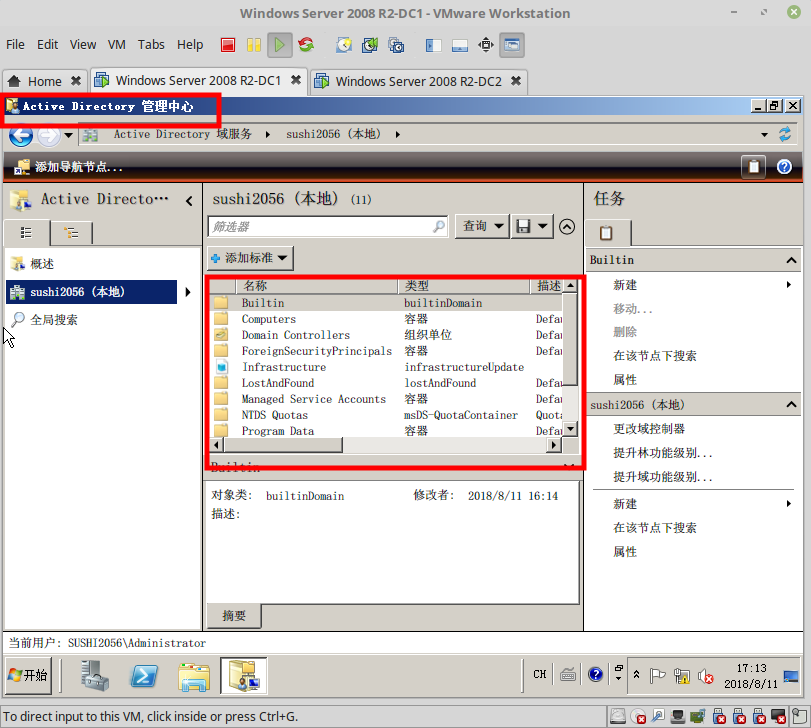 Windows Server 2008 R2-DC1 - VMware Workstation
File Edit View VM Tabs Help
Home Windows Server 2008 R2-DC1 Windows Server 2008 R2-DC2
Active Directory 管理中心
Active Directory 域服务 sushi2056 (本地)
添加导航节点...
Active Directo···
概述
sushi2056 (本地)
全局搜索
sushi2056 (本地) (11)
筛选器 查询
添加标准
名称 类型 描述
Builtin builtinDomain
Computers 容器 Defau
Domain Controllers 组织单位 Defau
ForeignSecurityPrincipals 容器 Defau
Infrastructure infrastructureUpdate
LostAndFound lostAndFound Defau
Managed Service Accounts 容器 Defau
NTDS Quotas msDS-QuotaContainer Quota
Program Data 容器 Defau
Builtin
对象类: builtinDomain 修改者: 2018/8/11 16:14
描述:
摘要
任务
Builtin
新建
移动...
删除
在该节点下搜索
属性
sushi2056 (本地)
更改域控制器
提升林功能级别...
提升域功能级别...
新建
在该节点下搜索
属性
当前用户: SUSHI2056\Administrator
开始 CH 17:13
2018/8/11
To direct input to this VM, click inside or press Ctrl+G.